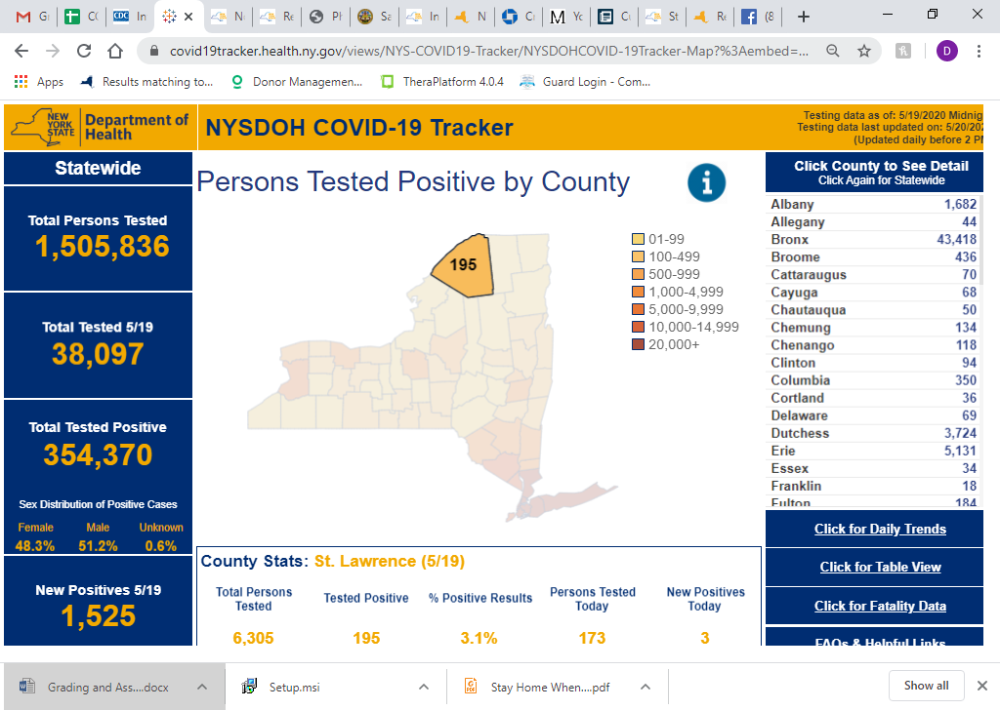 G
C
CDC In
N
Re
Pl
Sa
In
N
C
M Yo
C
St
Re
(8
covid19tracker.health.ny.gov/views/NYS-COVID19-Tracker/NYSDOHCOVID-19Tracker-Map?%3Aembed=...
D
Apps
Results matching to...
Donor Managemen...
TheraPlatform 4.0.4
Guard Login - Com...
NEW YORK STATE
Department of Health
NYSDOH COVID-19 Tracker
Testing data as of: 5/19/2020 Midnig
Testing data last updated on: 5/20/202
(Updated daily before 2 PM
Statewide
Total Persons Tested
1,505,836
Total Tested 5/19
38,097
Total Tested Positive
354,370
Sex Distribution of Positive Cases
Female Male Unknown
48.3% 51.2% 0.6%
New Positives 5/19
1,525
Persons Tested Positive by County
i
195
01-99
100-499
500-999
1,000-4,999
5,000-9,999
10,000-14,999
20,000+
Click County to See Detail
Click Again for Statewide
Albany 1,682
Allegany 44
Bronx 43,418
Broome 436
Cattaraugus 70
Cayuga 68
Chautauqua 50
Chemung 134
Chenango 118
Clinton 94
Columbia 350
Cortland 36
Delaware 69
Dutchess 3,724
Erie 5,131
Essex 34
Franklin 18
Fulton 184
Click for Daily Trends
Click for Table View
Click for Fatality Data
FAQs & Helpful Links
County Stats: St. Lawrence (5/19)
Total Persons Tested
Tested Positive
% Positive Results
Persons Tested Today
New Positives Today
6,305 195 3.1% 173 3
Grading and Ass....docx
Setup.msi
Stay Home When....pdf
Show all